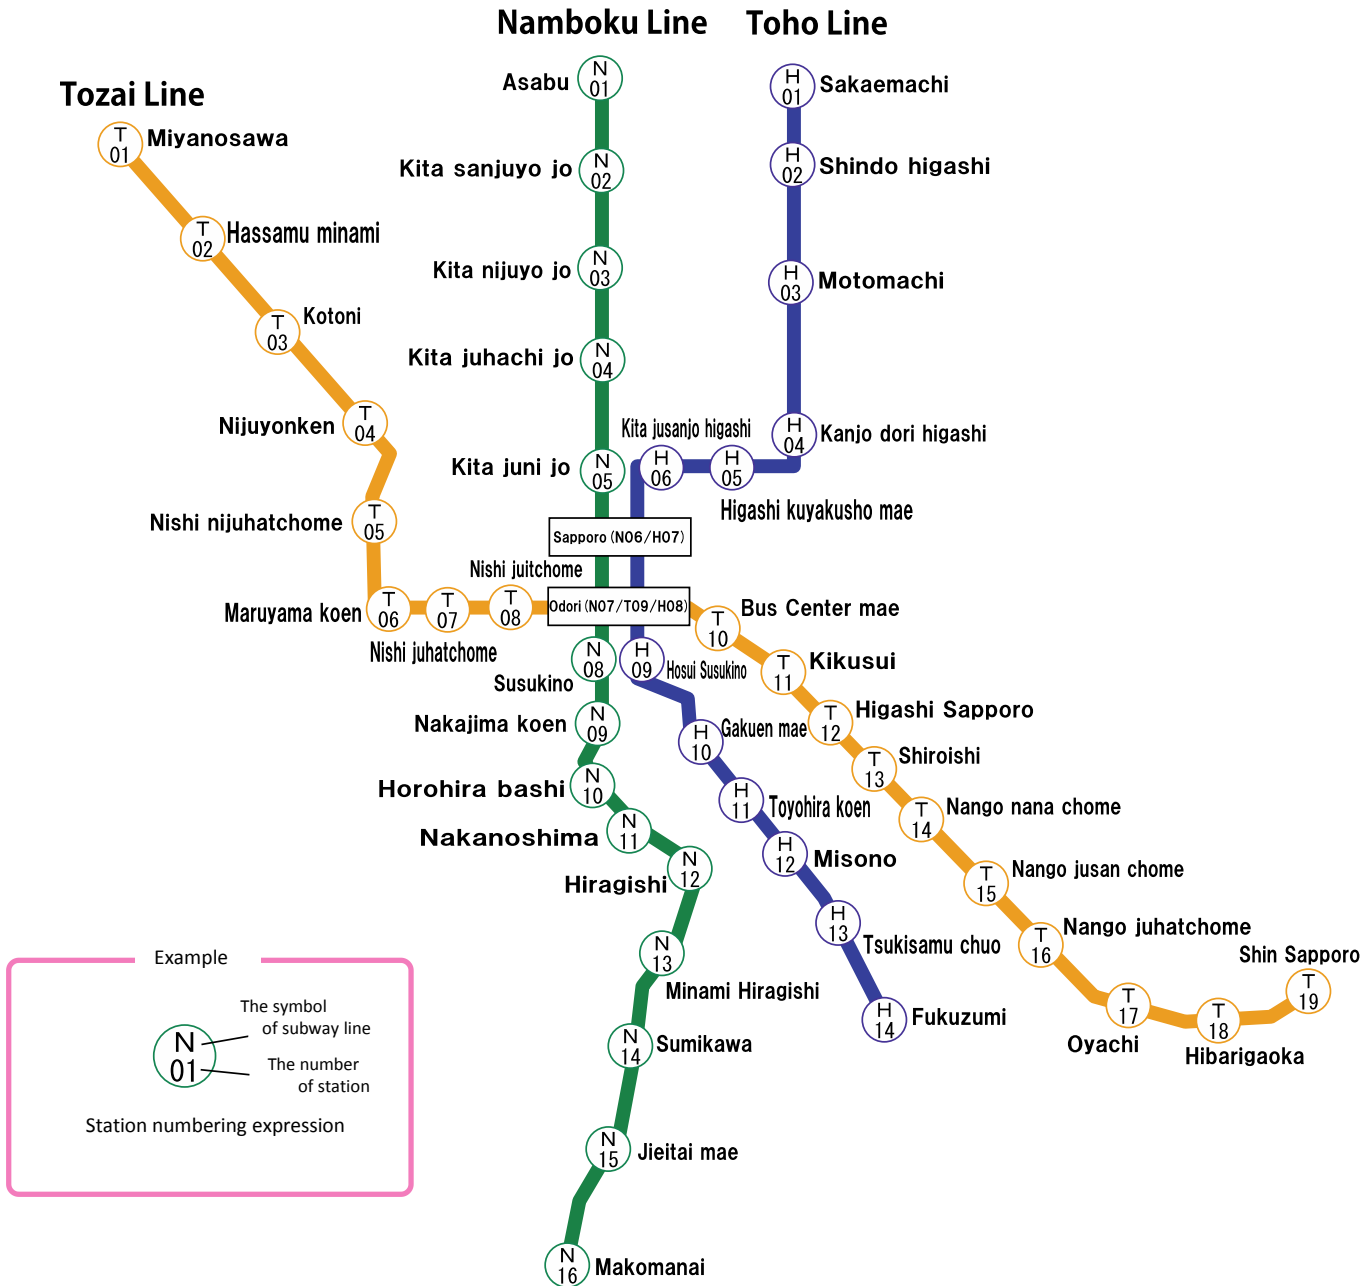 Namboku Line
Toho Line
Tozai Line
N
01
Asabu
H
01
Sakaemachi
T
01
Miyanosawa
N
02
Kita sanjuyo jo
H
02
Shindo higashi
T
02
Hassamu minami
N
03
Kita nijuyo jo
H
03
Motomachi
T
03
Kotoni
N
04
Kita juhachi jo
T
04
Nijuyonken
H
04
Kanjo dori higashi
Kita jusanjo higashi
H
06
H
05
Higashi kuyakusho mae
N
05
Kita juni jo
T
05
Nishi nijuhatchome
Sapporo (N06/H07)
Nishi juitchome
Maruyama koen
T
06
T
07
T
08
Nishi juhatchome
Odori (N07/T09/H08)
Bus Center mae
T
10
N
08
Susukino
H
09
Hosui Susukino
T
11
Kikusui
Nakajima koen
N
09
H
10
Gakuen mae
T
12
Higashi Sapporo
T
13
Shiroishi
Horohira bashi
N
10
H
11
Toyohira koen
T
14
Nango nana chome
Nakanoshima
N
11
H
12
Misono
Hiragishi
N
12
T
15
Nango jusan chome
H
13
Tsukisamu chuo
T
16
Nango juhatchome
N
13
Minami Hiragishi
Shin Sapporo
T
19
H
14
Fukuzumi
T
17
Oyachi
T
18
Hibarigaoka
N
14
Sumikawa
N
15
Jieitai mae
N
16
Makomanai
Example
The symbol
of subway line
N
01
The number
of station
Station numbering expression